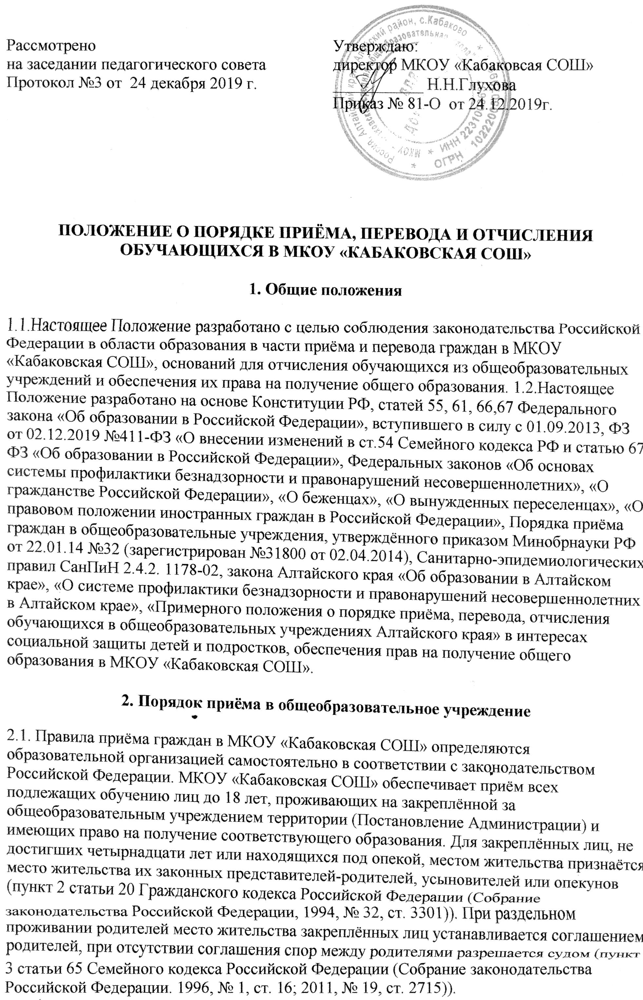 Рассмотрено
на заседании педагогического совета
Протокол №3 от 24 декабря 2019 г.
Утверждаю:
директор МКОУ «Кабаковсая СОШ»
Н.Н.Глухова
Приказ № 81-О от 24.12.2019г.
район, с.Кабаково
Россия,
МКОУ
ИНН
ОГРН
ПОЛОЖЕНИЕ О ПОРЯДКЕ ПРИЁМА, ПЕРЕВОДА И ОТЧИСЛЕНИЯ
ОБУЧАЮЩИХСЯ В МКОУ «КАБАКОВСКАЯ СОШ»
1. Общие положения
1.1.Настоящее Положение разработано с целью соблюдения законодательства Российской
Федерации в области образования в части приёма и перевода граждан в МКОУ
«Кабаковская СОШ», оснований для отчисления обучающихся из общеобразовательных
учреждений и обеспечения их права на получение общего образования. 1.2.Настоящее
Положение разработано на основе Конституции РФ, статей 55, 61, 66,67 Федерального
закона «Об образовании в Российской Федерации», вступившего в силу с 01.09.2013, ФЗ
от 02.12.2019 №411-ФЗ «О внесении изменений в ст.54 Семейного кодекса РФ и статью 67
ФЗ «Об образовании в Российской Федерации», Федеральных законов «Об основах
системы профилактики безнадзорности и правонарушений несовершеннолетних», «О
гражданстве Российской Федерации», «О беженцах», «О вынужденных переселенцах», «О
правовом положении иностранных граждан в Российской Федерации», Порядка приёма
граждан в общеобразовательные учреждения, утверждённого приказом Минобрнауки РФ
от 22.01.14 №32 (зарегистрирован №31800 от 02.04.2014), Санитарно-эпидемиологических
правил СанПиН 2.4.2. 1178-02, закона Алтайского края «Об образовании в Алтайском
крае», «О системе профилактики безнадзорности и правонарушений несовершеннолетних
в Алтайском крае», «Примерного положения о порядке приёма, перевода, отчисления
обучающихся в общеобразовательных учреждениях Алтайского края» в интересах
социальной защиты детей и подростков, обеспечения прав на получение общего
образования в МКОУ «Кабаковская СОШ».
2. Порядок приёма в общеобразовательное учреждение
2.1. Правила приёма граждан в МКОУ «Кабаковская СОШ» определяются
образовательной организацией самостоятельно в соответствии с законодательством
Российской Федерации. МКОУ «Кабаковская СОШ» обеспечивает приём всех
подлежащих обучению лиц до 18 лет, проживающих на закреплённой за
общеобразовательным учреждением территории (Постановление Администрации) и
имеющих право на получение соответствующего образования. Для закреплённых лиц, не
достигших четырнадцати лет или находящихся под опекой, местом жительства признаётся
место жительства их законных представителей-родителей, усыновителей или опекунов
(пункт 2 статьи 20 Гражданского кодекса Российской Федерации (Собрание
законодательства Российской Федерации, 1994, № 32, ст. 3301)). При раздельном
проживании родителей место жительства закреплённых лиц устанавливается соглашением
родителей, при отсутствии соглашения спор между родителями разрешается судом (пункт
3 статьи 65 Семейного кодекса Российской Федерации (Собрание законодательства
Российской Федерации. 1996, № 1, ст. 16; 2011, № 19, ст. 2715)).